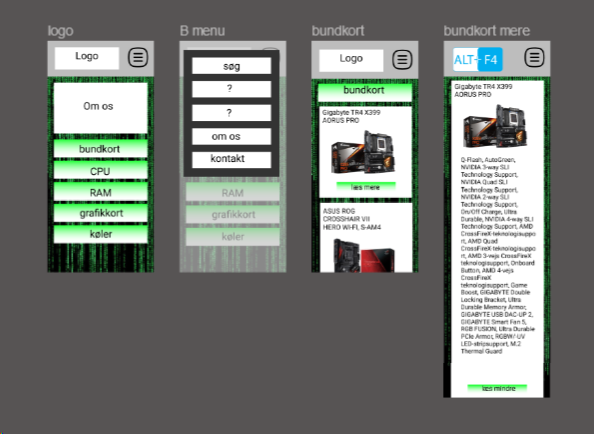 logo
Logo
Om os
bundkort
CPU
RAM
grafikkort
køler
B menu
søg
?
?
om os
kontakt
RAM
grafikkort
køler
bundkort
Logo
bundkort
Gigabyte TR4 X399
AORUS PRO
læs mere
ASUS ROG
CROSSHAIR VII
HERO WI-FI, S-AM4
bundkort mere
ALT-F4
Gigabyte TR4 X399
AORUS PRO
Q-Flash, AutoGreen,
NVIDIA 3-way SLI
Technology Support,
NVIDIA Quad SLI
Technology Support,
NVIDIA 2-way SLI
Technology Support,
On/Off Charge, Ultra
Durable, NVIDIA 4-way SLI
Technology Support, AMD
CrossFireX-teknologisuppo
rt, AMD Quad
CrossFireX-teknologisuppo
rt, AMD 3-vejs CrossFireX
teknologisupport, Onboard
Button, AMD 4-vejs
CrossFireX
teknologisupport, Game
Boost, GIGABYTE Double
Locking Bracket, Ultra
Durable Memory Armor,
GIGABYTE USB DAC-UP 2,
GIGABYTE Smart Fan 5,
RGB FUSION, Ultra Durable
PCIe Armor, RGBW/-UV
LED-stripsupport, M.2
Thermal Guard
læs mindre